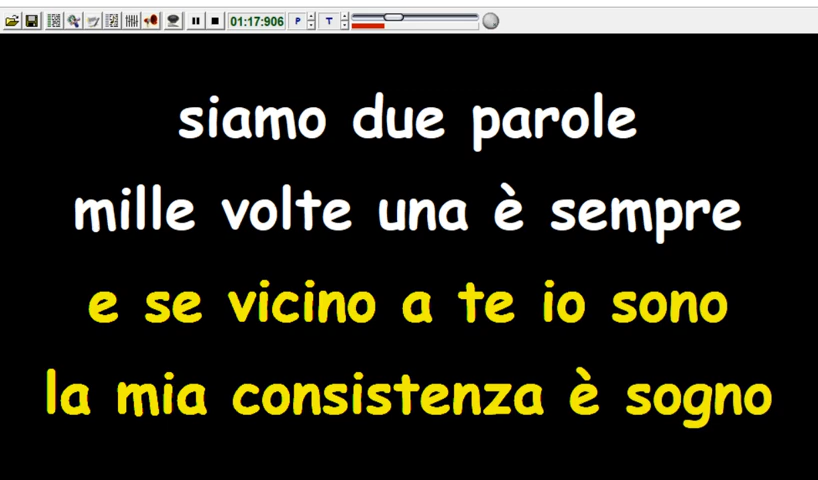 01:17:906 P T
siamo due parole
mille volte una è sempre
e se vicino a te io sono
la mia consistenza è sogno